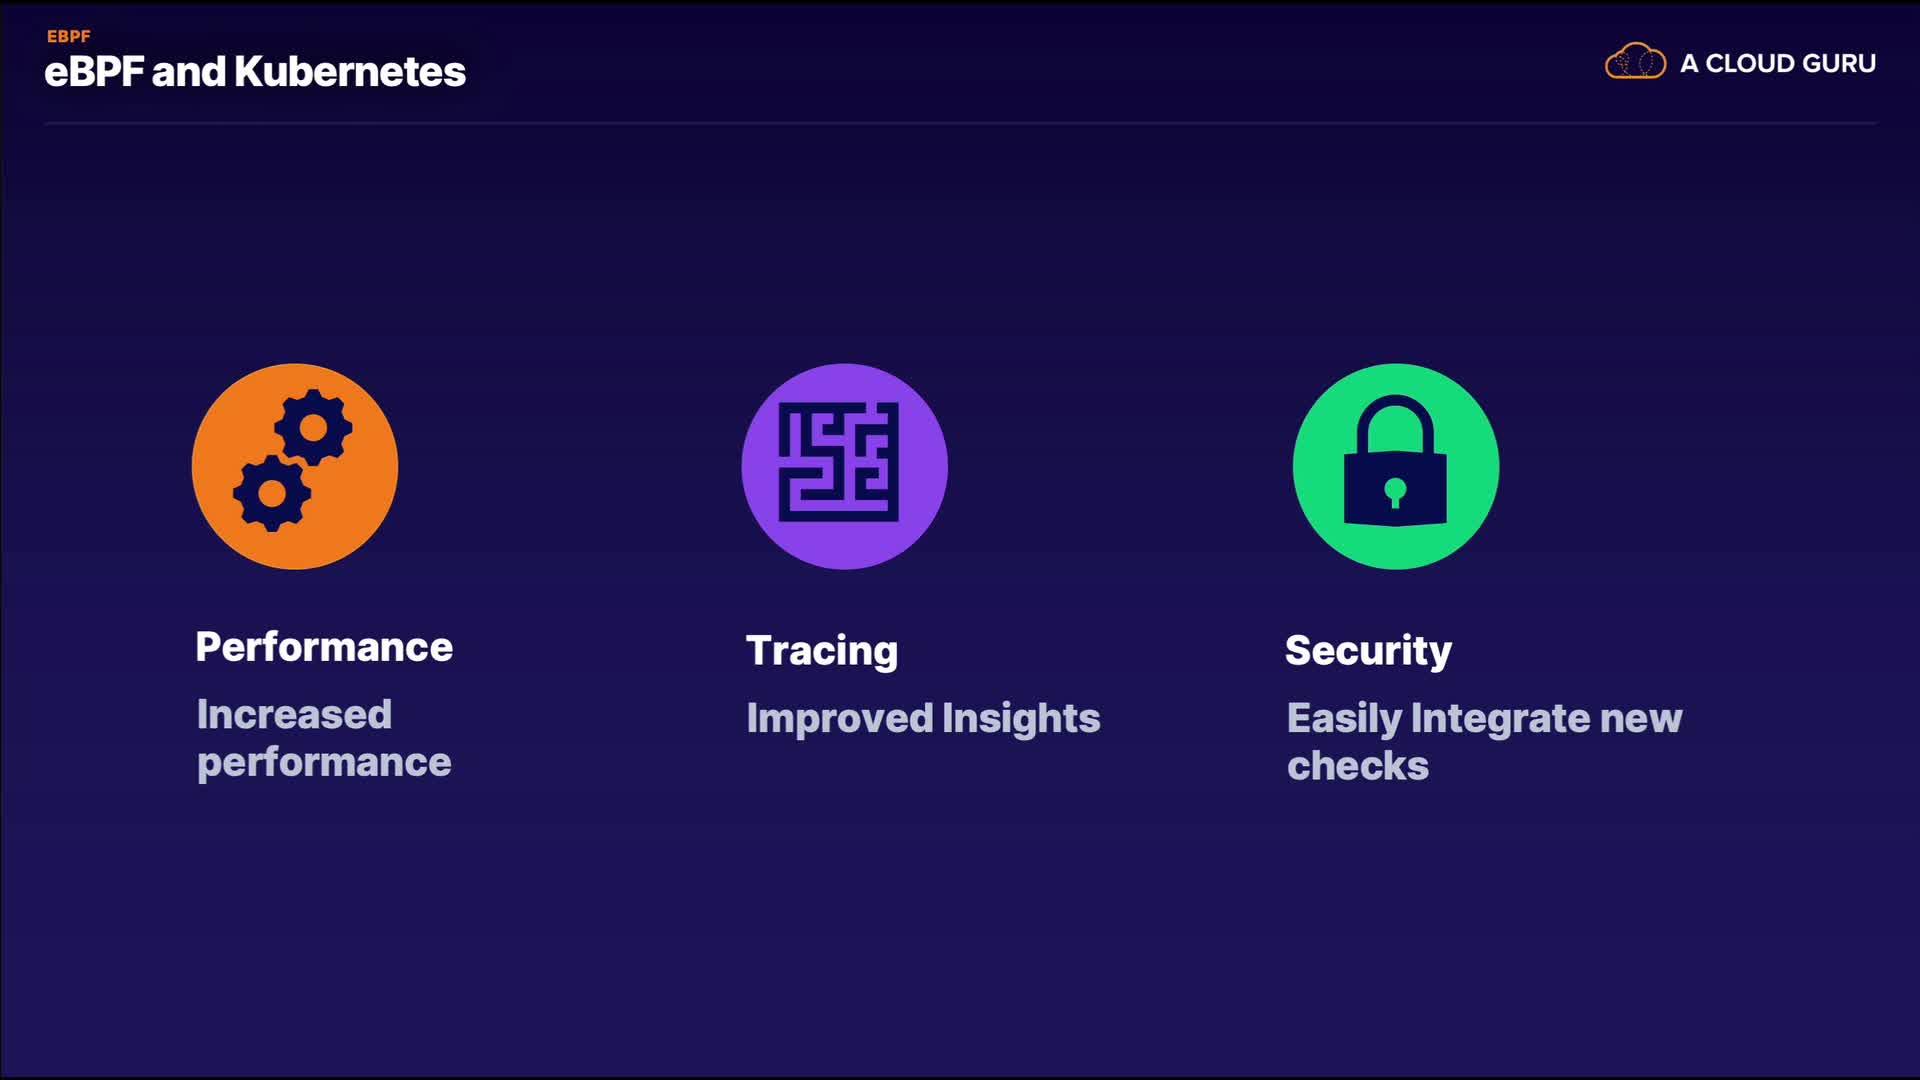 EBPF
eBPF and Kubernetes
A CLOUD GURU
Performance
Increased
performance
Tracing
Improved Insights
Security
Easily Integrate new
checks